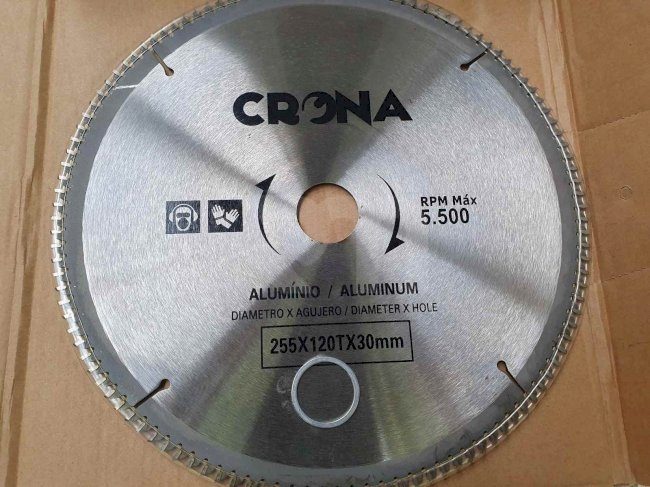 CRONA
RPM Máx
5.500
ALUMÍNIO / ALUMINUM
DIAMETRO X AGUJERO / DIAMETER X HOLE
255X120TX30mm